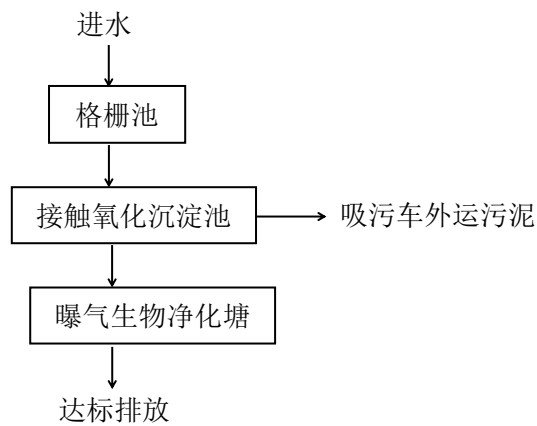 进水
格栅池
接触氧化沉淀池
吸污车外运污泥
曝气生物净化塘
达标排放